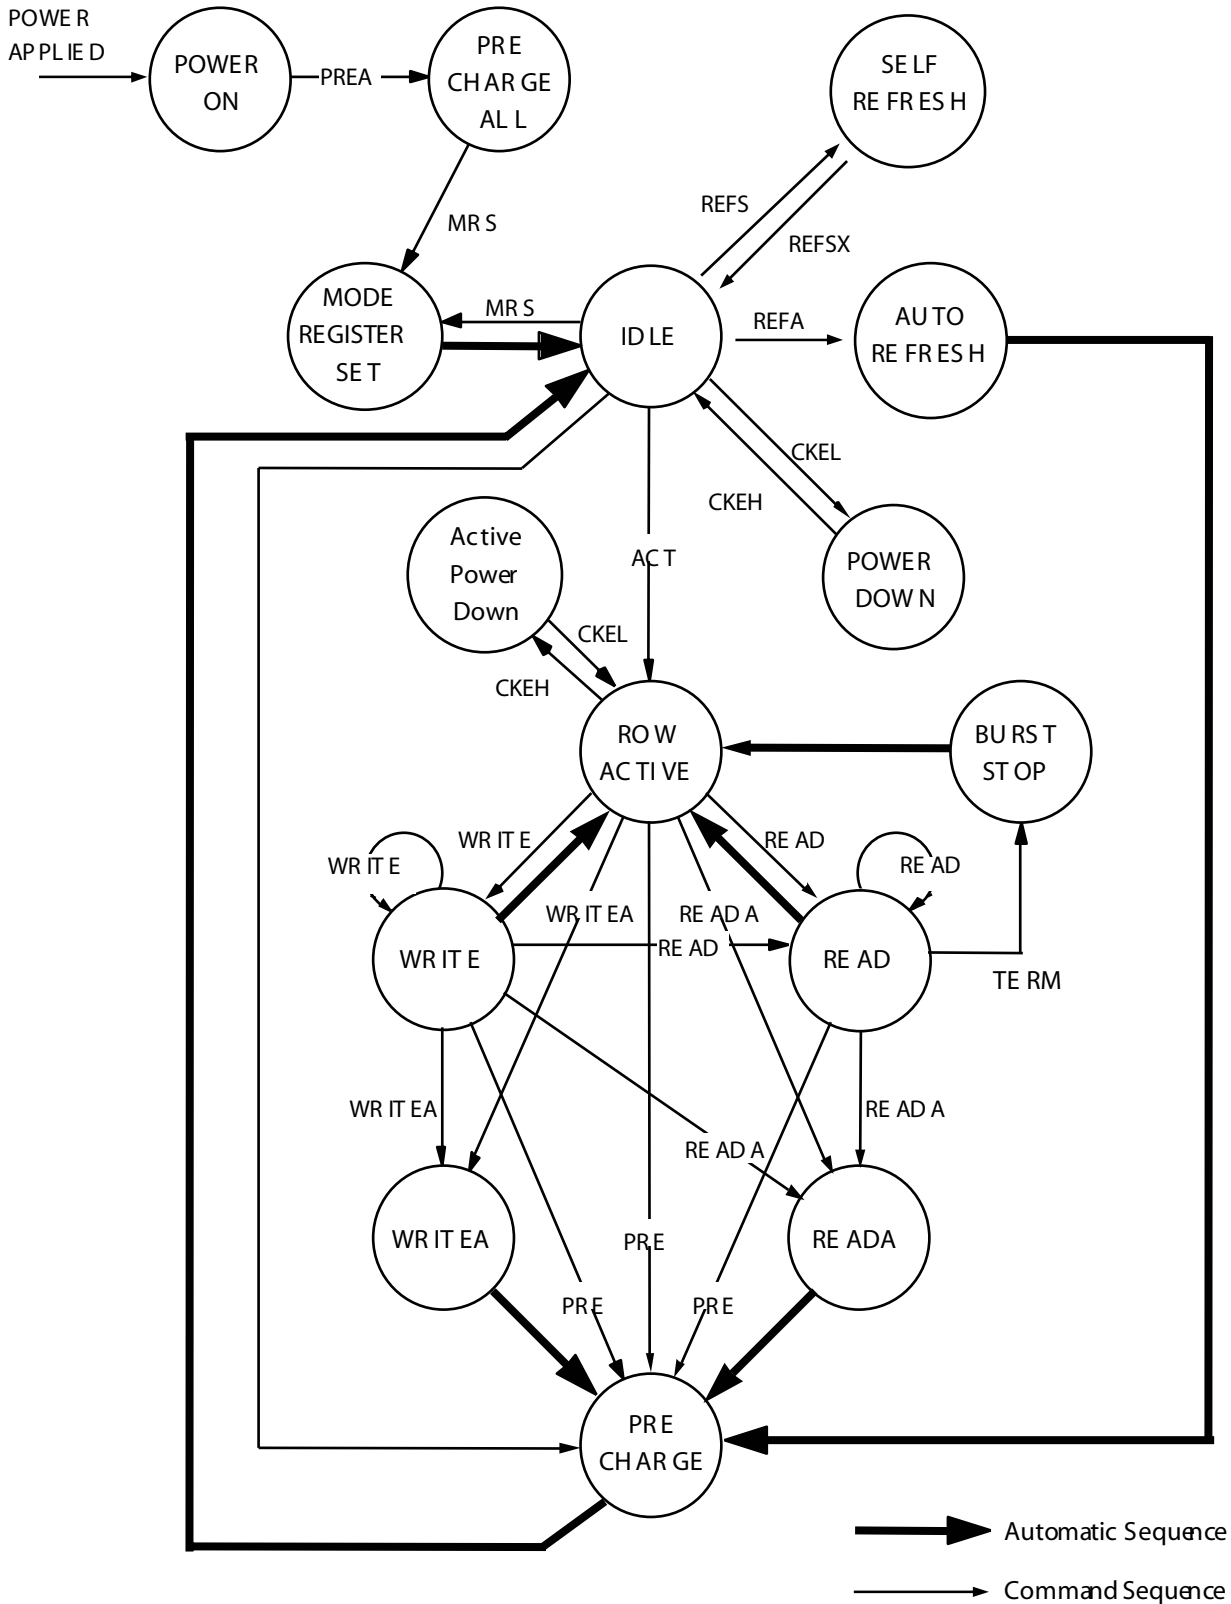 POWER
APPLIED
POWER
ON
PREA
PRE
CHARGE
ALL
SELF
REFRESH
MRS
REFS
REFSX
MODE
REGISTER
SET
MRS
IDLE
REFA
AUTO
REFRESH
CKEL
CKEH
Active
Power
Down
ACT
POWER
DOWN
CKEL
CKEH
ROW
ACTIVE
BURST
STOP
WRITE
READ
WRITE
READ
WRITEA
READA
WRITE
READ
READ
TERM
WRITEA
READA
READA
WRITEA
PRE
READA
PRE
PRE
PRE
CHARGE
Automatic Sequence
Command Sequence